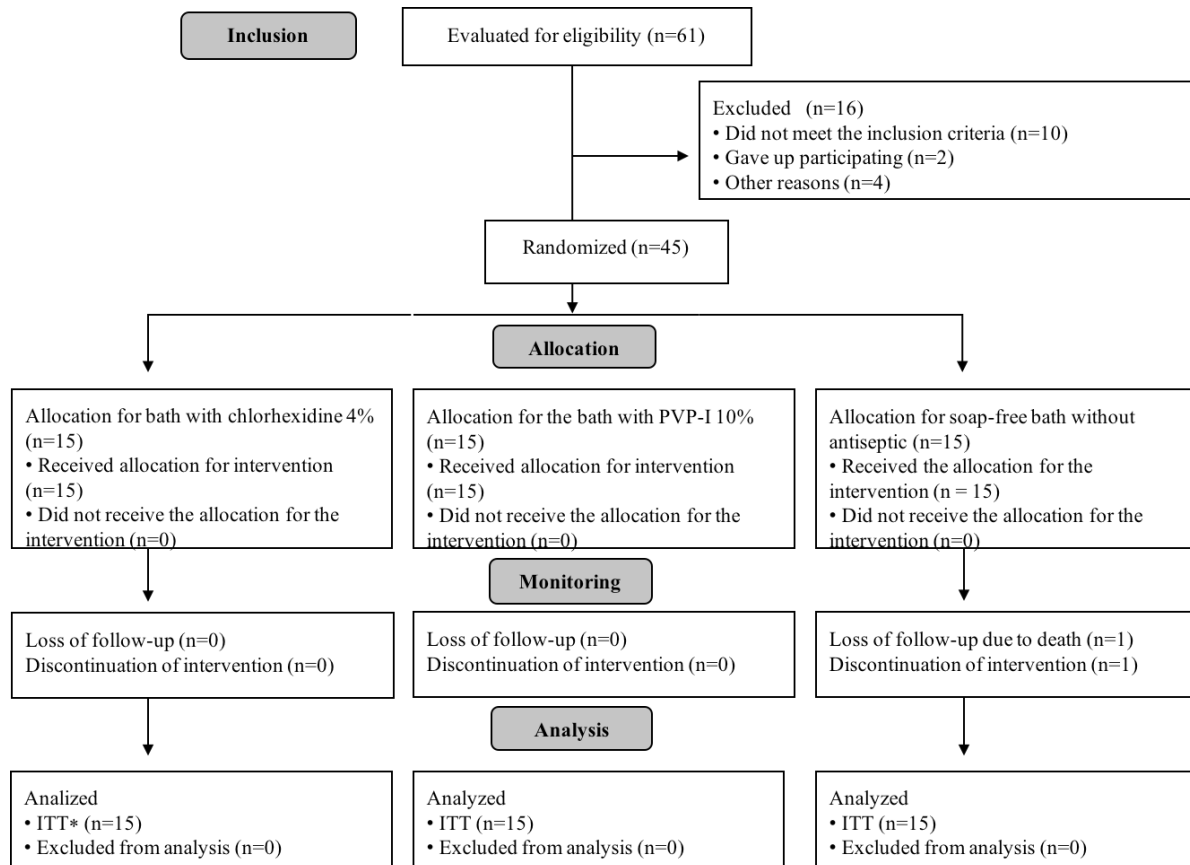 Inclusion
Evaluated for eligibility (n=61)
Excluded (n=16)
• Did not meet the inclusion criteria (n=10)
• Gave up participating (n=2)
• Other reasons (n=4)
Randomized (n=45)
Allocation
Allocation for bath with chlorhexidine 4%
(n=15)
• Received allocation for intervention
(n=15)
• Did not receive the allocation for the
intervention (n=0)
Allocation for the bath with PVP-I 10%
(n=15)
• Received allocation for intervention
(n=15)
• Did not receive the allocation for the
intervention (n=0)
Allocation for soap-free bath without
antiseptic (n=15)
• Received the allocation for the
intervention (n = 15)
• Did not receive the allocation for the
intervention (n=0)
Monitoring
Loss of follow-up (n=0)
Discontinuation of intervention (n=0)
Loss of follow-up (n=0)
Discontinuation of intervention (n=0)
Loss of follow-up due to death (n=1)
Discontinuation of intervention (n=1)
Analysis
Analized
• ITT* (n=15)
• Excluded from analysis (n=0)
Analyzed
• ITT (n=15)
• Excluded from analysis (n=0)
Analyzed
• ITT (n=15)
• Excluded from analysis (n=0)